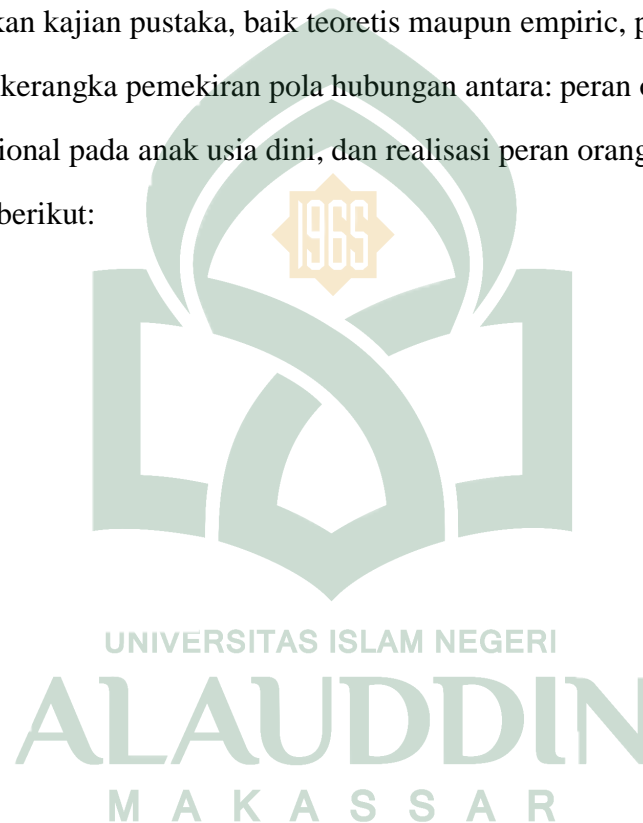 kan kajian pustaka, baik teoretis maupun empiric, p
kerangka pemekiran pola hubungan antara: peran
ional pada anak usia dini, dan realisasi peran orang
berikut:
1965
UNIVERSITAS ISLAM NEGERI
ALAUDDIN
MAKASSAR